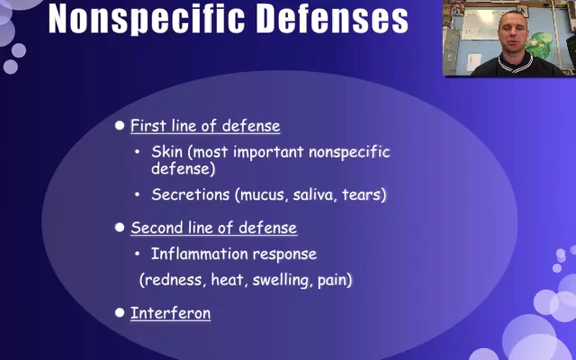 Nonspecific Defenses
● First line of defense
• Skin (most important nonspecific
defense)
• Secretions (mucus, saliva, tears)
● Second line of defense
• Inflammation response
(redness, heat, swelling, pain)
● Interferon